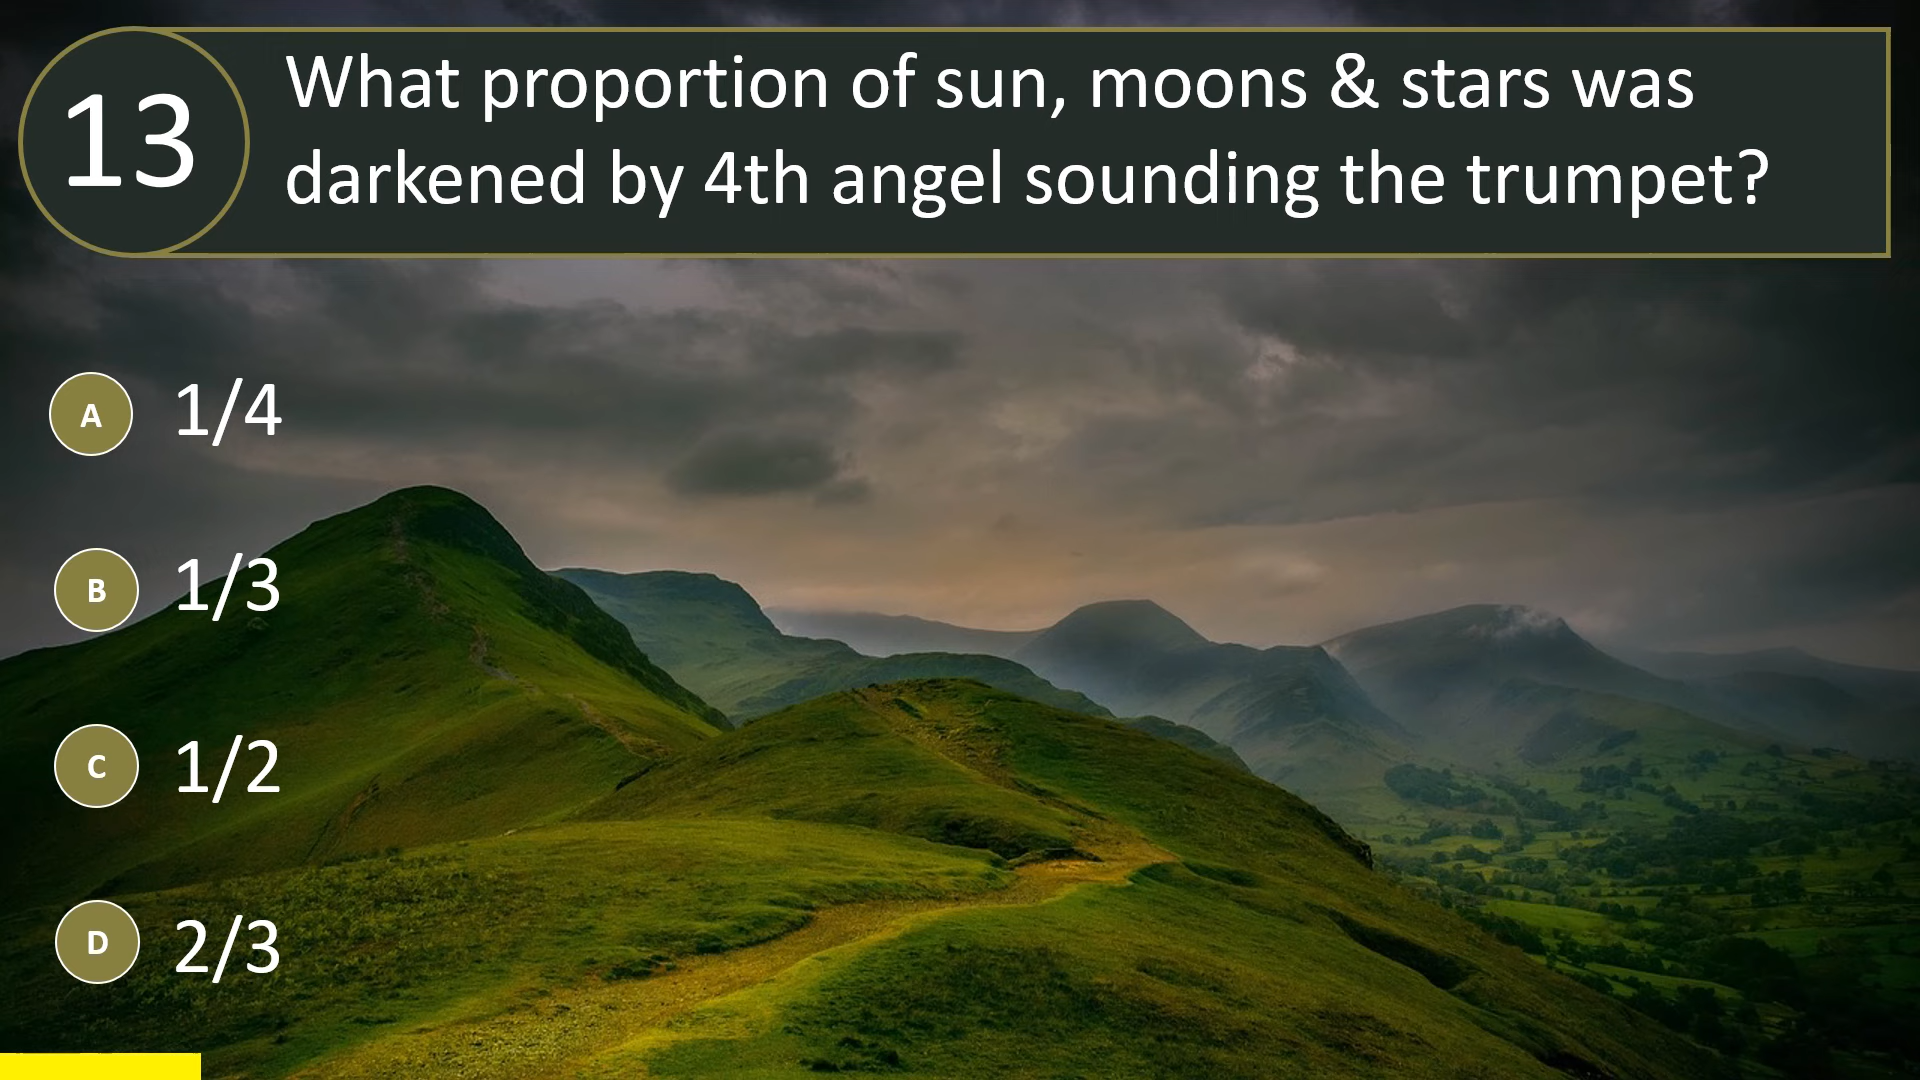 13
What proportion of sun, moons & stars was
darkened by 4th angel sounding the trumpet?
A 1/4
B 1/3
C 1/2
D 2/3